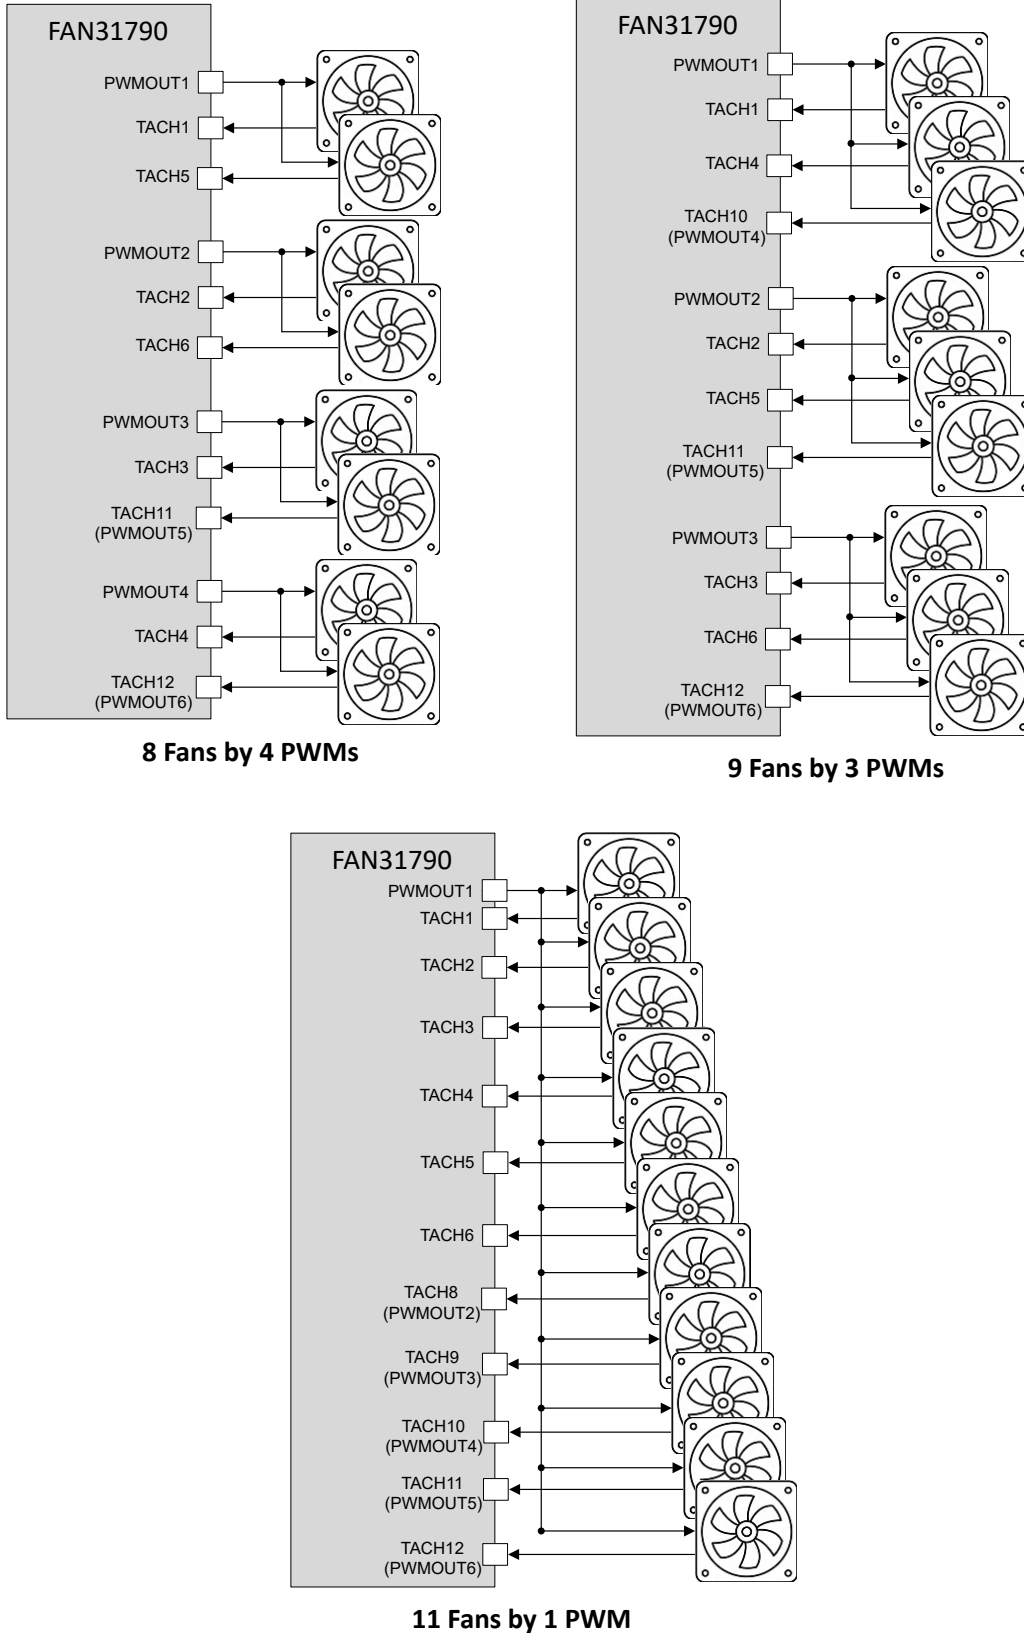 FAN31790
PWMOUT1
TACH1
TACH5
PWMOUT2
TACH2
TACH6
PWMOUT3
TACH3
TACH11
(PWMOUT5)
PWMOUT4
TACH4
TACH12
(PWMOUT6)
8 Fans by 4 PWMs
FAN31790
PWMOUT1
TACH1
TACH4
TACH10
(PWMOUT4)
PWMOUT2
TACH2
TACH5
TACH11
(PWMOUT5)
PWMOUT3
TACH3
TACH6
TACH12
(PWMOUT6)
9 Fans by 3 PWMs
FAN31790
PWMOUT1
TACH1
TACH2
TACH3
TACH4
TACH5
TACH6
TACH8
(PWMOUT2)
TACH9
(PWMOUT3)
TACH10
(PWMOUT4)
TACH11
(PWMOUT5)
TACH12
(PWMOUT6)
11 Fans by 1 PWM